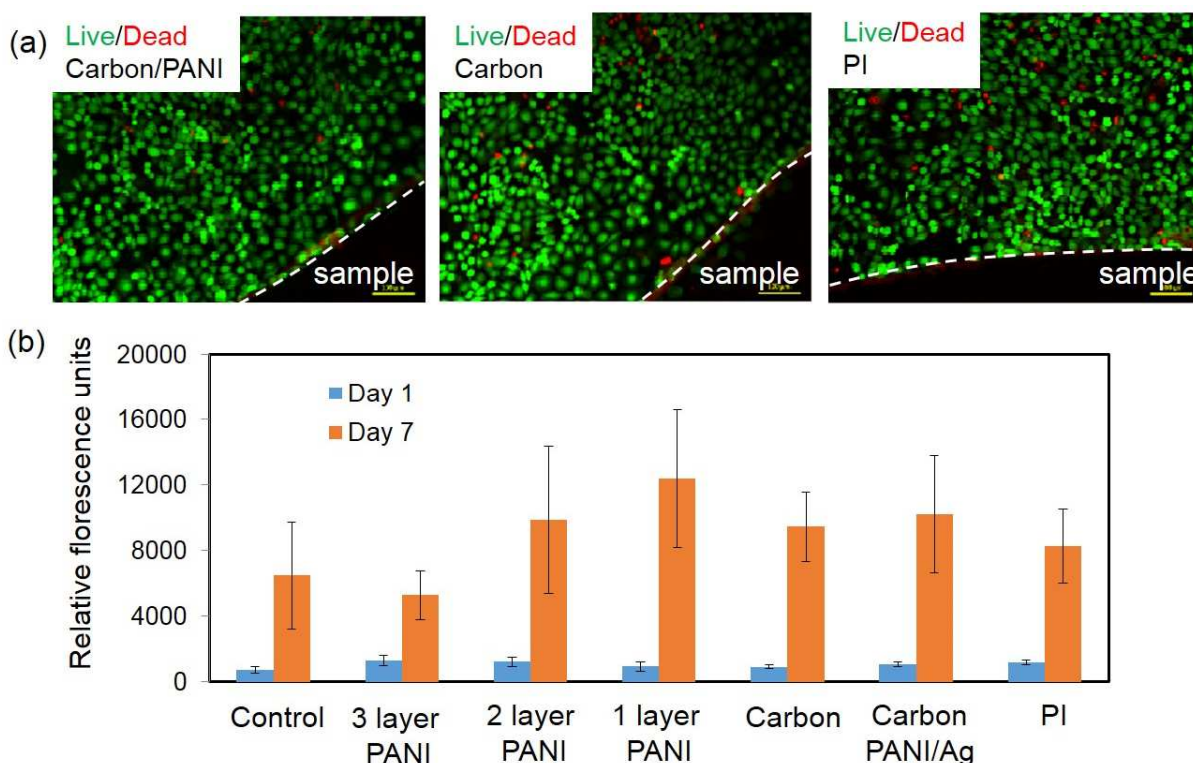 (a)
Live/Dead
Carbon/PANI
sample
Live/Dead
Carbon
sample
Live/Dead
PI
sample
(b)
Relative florescence units
20000
16000
12000
8000
4000
0
Day 1
Day 7
Control
3 layer
PANI
2 layer
PANI
1 layer
PANI
Carbon
Carbon
PANI/Ag
PI